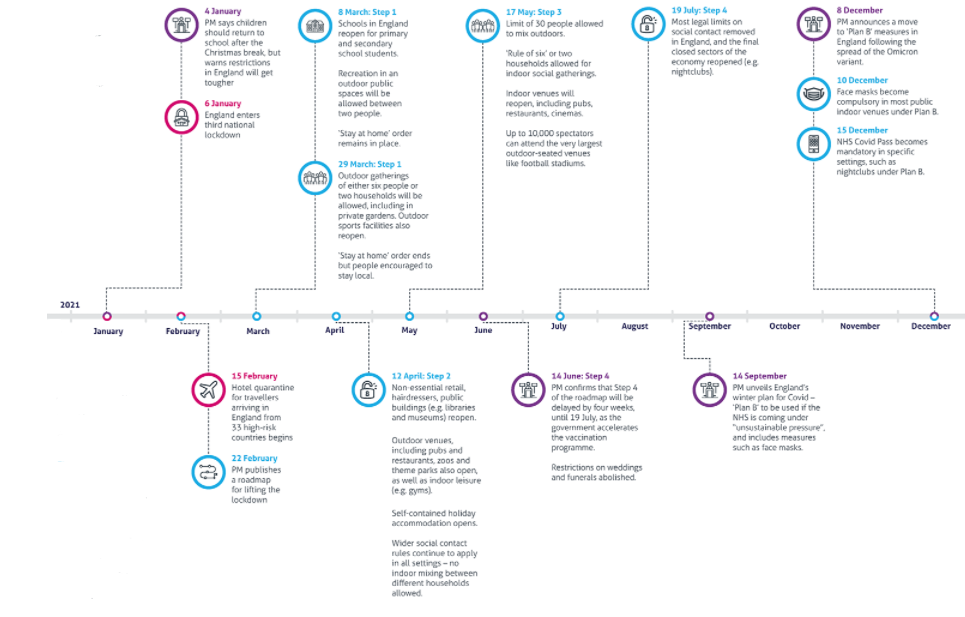 4 January
PM says children
should return to
school after the
Christmas break, but
warns restrictions
in England will get
tougher
6 January
England enters
third national
lockdown
8 March: Step 1
Schools in England
reopen for primary
and secondary
school students.
Recreation in an
outdoor public
spaces will be
allowed between
two people.
'Stay at home' order
remains in place.
29 March: Step 1
Outdoor gatherings
of either six people or
two households will be
allowed, including in
private gardens. Outdoor
sports facilities also
reopen.
'Stay at home' order ends
but people encouraged to
stay local.
17 May: Step 3
Limit of 30 people allowed
to mix outdoors.
'Rule of six' or two
households allowed for
indoor social gatherings.
Indoor venues will
reopen, including pubs,
restaurants, cinemas.
Up to 10,000 spectators
can attend the very largest
outdoor-seated venues
like football stadiums.
19 July: Step 4
Most legal limits on
social contact removed
in England, and the final
closed sectors of the
economy reopened (e.g.
nightclubs).
8 December
PM announces a move
to 'Plan B' measures in
England following the
spread of the Omicron
variant.
10 December
Face masks become
compulsory in most public
indoor venues under Plan B.
15 December
NHS Covid Pass becomes
mandatory in specific
settings, such as
nightclubs under Plan B.
2021
January
February
March
April
May
June
July
August
September
October
November
December
15 February
Hotel quarantine
for travellers
arriving in
England from
33 high-risk
countries begins
22 February
PM publishes
a roadmap
for lifting the
lockdown
12 April: Step 2
Non-essential retail,
hairdressers, public
buildings (e.g. libraries
and museums) reopen.
Outdoor venues,
including pubs and
restaurants, zoos and
theme parks also open,
as well as indoor leisure
(e.g. gyms).
Self-contained holiday
accommodation opens.
Wider social contact
rules continue to apply
in all settings – no
indoor mixing between
different households
allowed.
14 June: Step 4
PM confirms that Step 4
of the roadmap will be
delayed by four weeks,
until 19 July, as the
government accelerates
the vaccination
programme.
Restrictions on weddings
and funerals abolished.
14 September
PM unveils England's
winter plan for Covid –
'Plan B' to be used if the
NHS is coming under
"unsustainable pressure",
and includes measures
such as face masks.